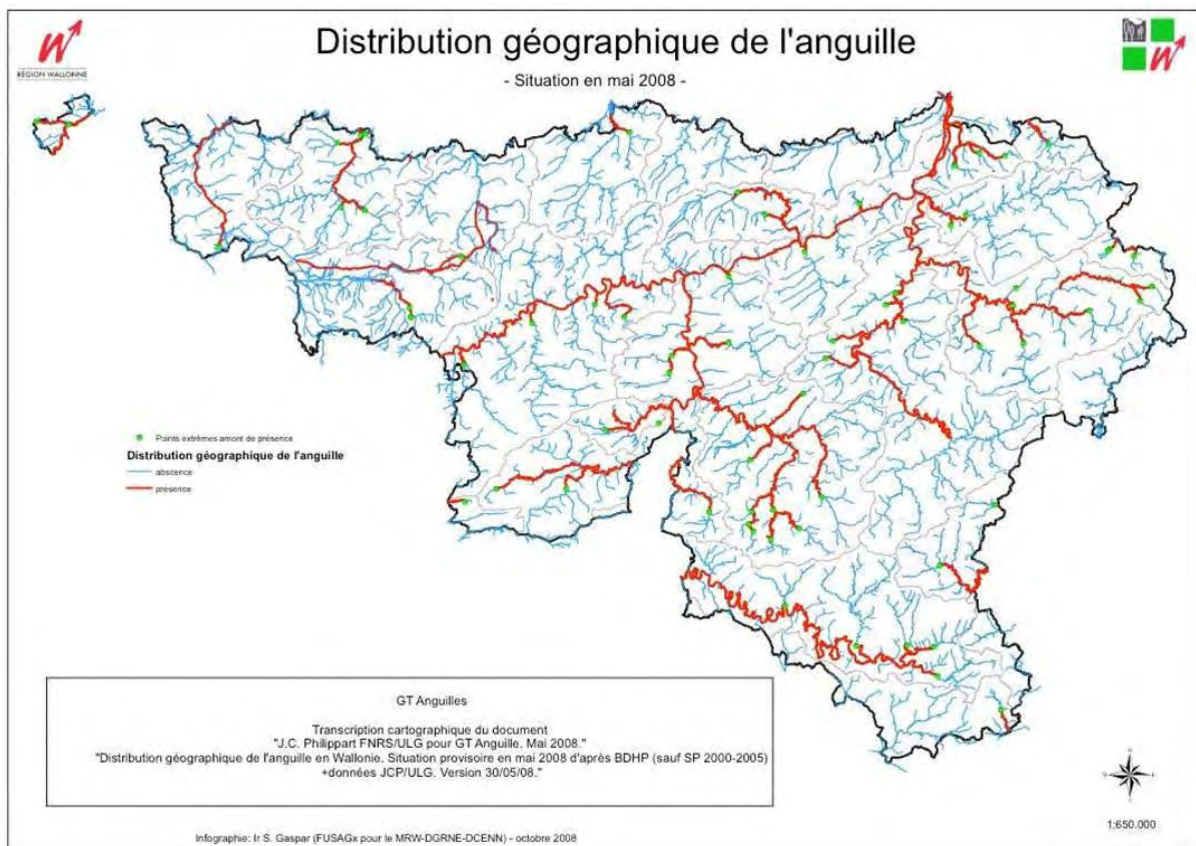 RÉGION WALLONNE
Distribution géographique de l'anguille
- Situation en mai 2008 -
Points extrêmes amont de présence
Distribution géographique de l'anguille
abscence
présence
GT Anguilles
Transcription cartographique du document
"J.C. Philippart FNRS/ULG pour GT Anguille. Mai 2008."
"Distribution géographique de l'anguille en Wallonie. Situation provisoire en mai 2008 d'après BDHP (sauf SP 2000-2005)
+données JCP/ULG. Version 30/05/08."
1:650.000
Infographie: Ir S. Gaspar (FUSAGx pour le MRW-DGRNE-DCENN) - octobre 2008